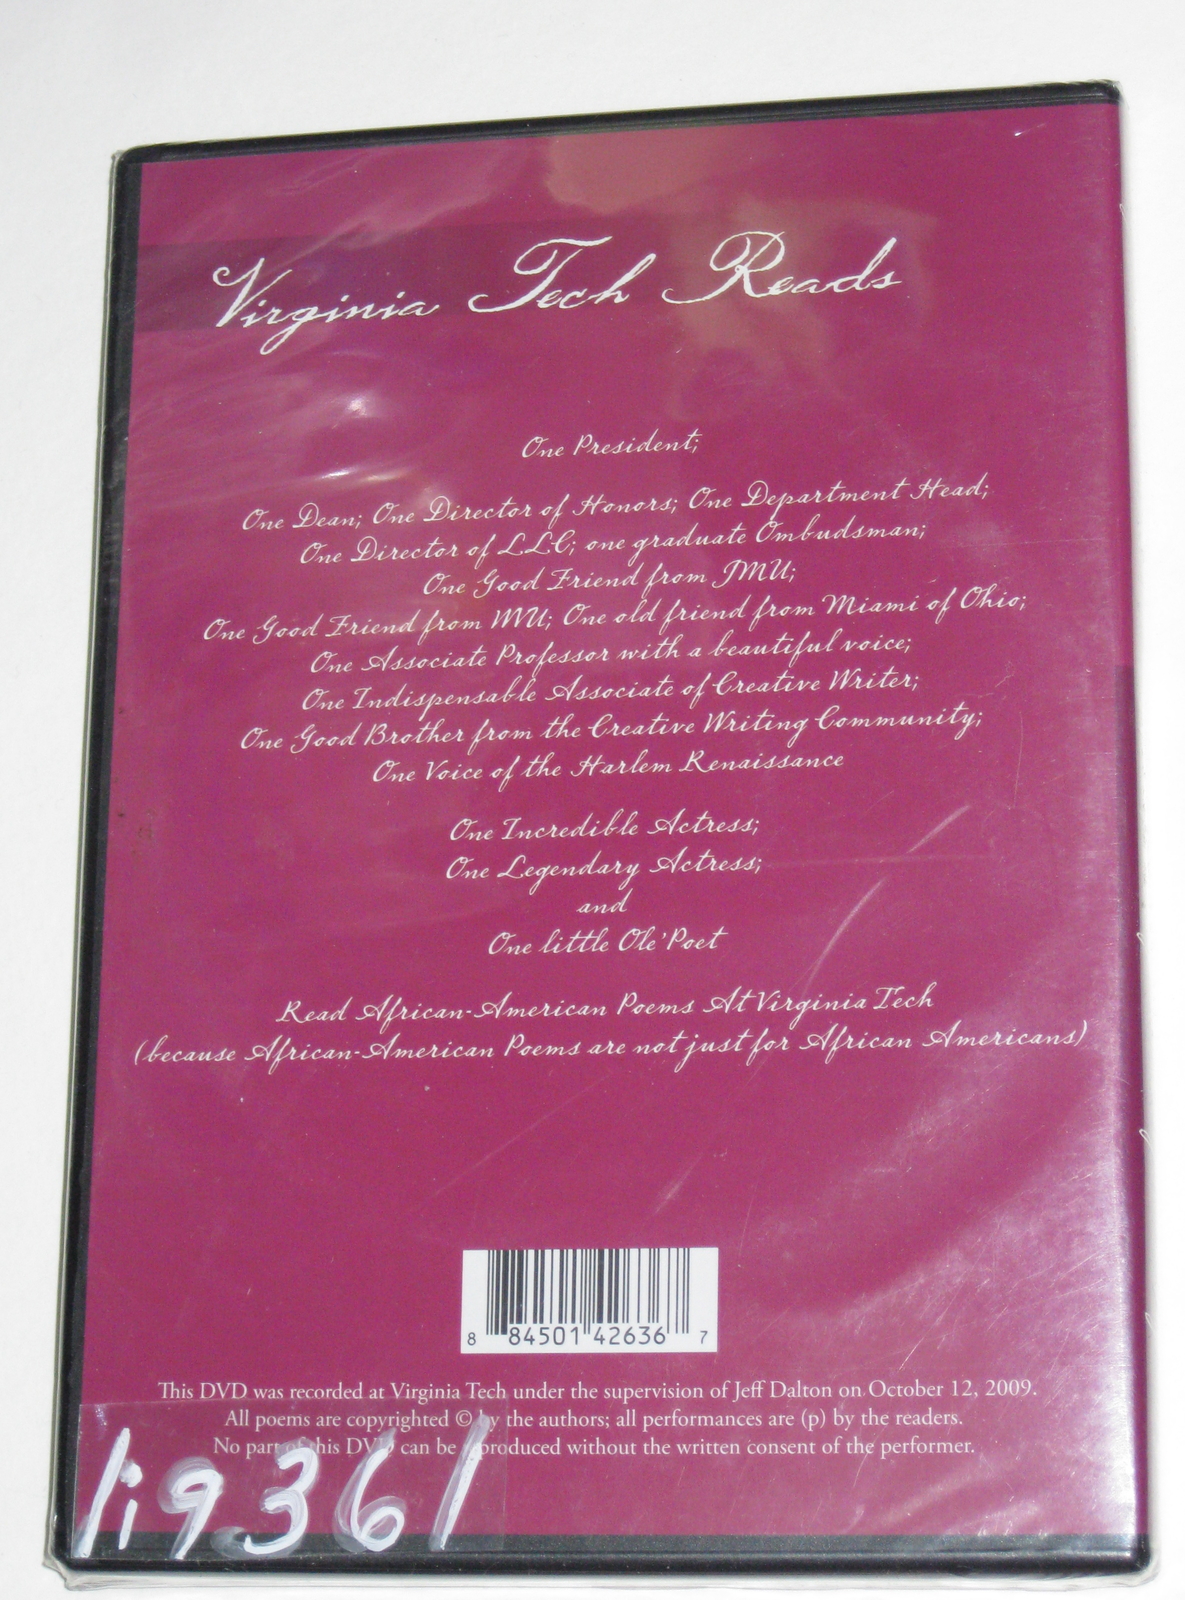 Virginia Tech Reads
One President;
One Dean; One Director of Honors; One Department Head;
One Director of LLC; one graduate Ombudsman;
One Good Friend from JMU;
One Good Friend from MU; One old friend from Miami of Ohio;
One Associate Professor with a beautiful voice;
One Indispensable Associate of Creative Writer;
One Good Brother from the Creative Writing Community;
One Voice of the Harlem Renaissance
One Incredible Actress;
One Legendary Actress;
and
One little Ole' Poet
Read African-American Poems At Virginia Tech
(because African-American Poems are not just for African Americans)
8 84501 42636 7
This DVD was recorded at Virginia Tech under the supervision of Jeff Dalton on October 12, 2009.
All poems are copyrighted © by the authors; all performances are (p) by the readers.
No part of this DVD can be produced without the written consent of the performer.
li9361